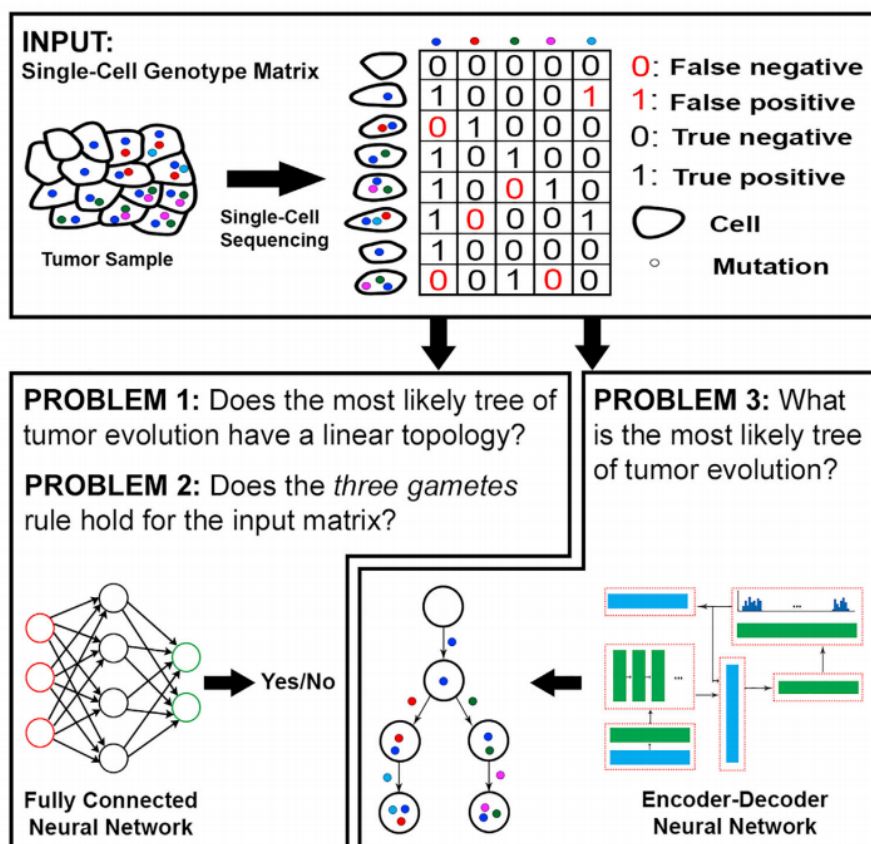 INPUT:
Single-Cell Genotype Matrix
Tumor Sample
Single-Cell
Sequencing
0 0 0 0 0
1 0 0 0 1
0 1 0 0 0
1 0 1 0 0
1 0 0 1 0
1 0 0 0 1
1 0 0 0 0
0 0 1 0 0
0: False negative
1: False positive
0: True negative
1: True positive
Cell
Mutation
PROBLEM 1: Does the most likely tree of
tumor evolution have a linear topology?
PROBLEM 2: Does the three gametes
rule hold for the input matrix?
Yes/No
Fully Connected
Neural Network
PROBLEM 3: What
is the most likely tree
of tumor evolution?
...
...
Encoder-Decoder
Neural Network